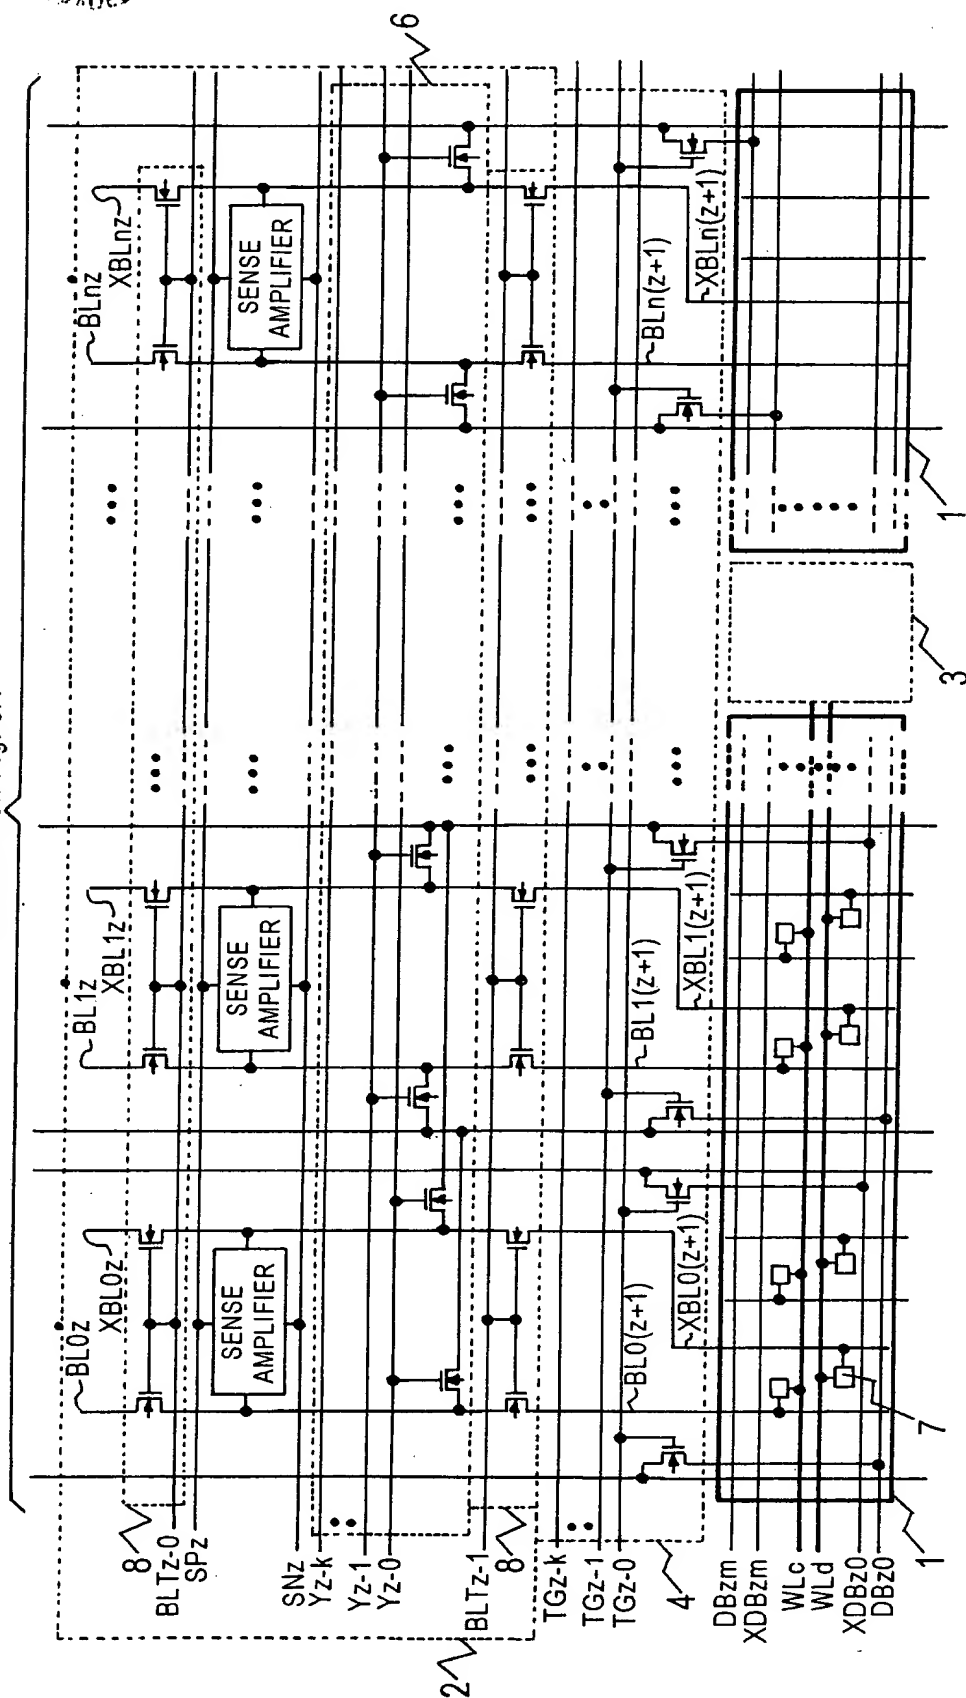 6
BL0z
XBL0z
BL1z
XBL1z
BLnz
XBLnz
8
BLTz-0
SPz
SENSE
AMPLIFIER
SENSE
AMPLIFIER
SENSE
AMPLIFIER
SNz
Yz-k
Yz-1
Yz-0
2
BLTz-1
8
TGz-k
TGz-1
TGz-0
4
BL0(z+1)
XBL0(z+1)
BL1(z+1)
XBL1(z+1)
BLn(z+1)
XBLn(z+1)
DBzm
XDBzm
WLc
WLd
XDBz0
DBz0
1
7
3
1